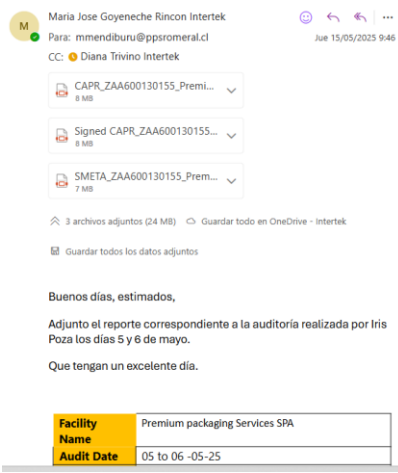 M
Maria Jose Goyeneche Rincon Intertek
Para: mmendiburu@ppsromeral.cl
Jue 15/05/2025 9:46
CC: Diana Trivino Intertek
CAPR_ZAA600130155_Premi...
8 MB
Signed CAPR_ZAA600130155...
8 MB
SMETA_ZAA600130155_Prem...
7 MB
3 archivos adjuntos (24 MB) Guardar todo en OneDrive - Intertek
Guardar todos los datos adjuntos
Buenos días, estimados,
Adjunto el reporte correspondiente a la auditoría realizada por Iris
Poza los días 5 y 6 de mayo.
Que tengan un excelente día.
Facility Premium packaging Services SPA
Name
Audit Date 05 to 06 -05-25